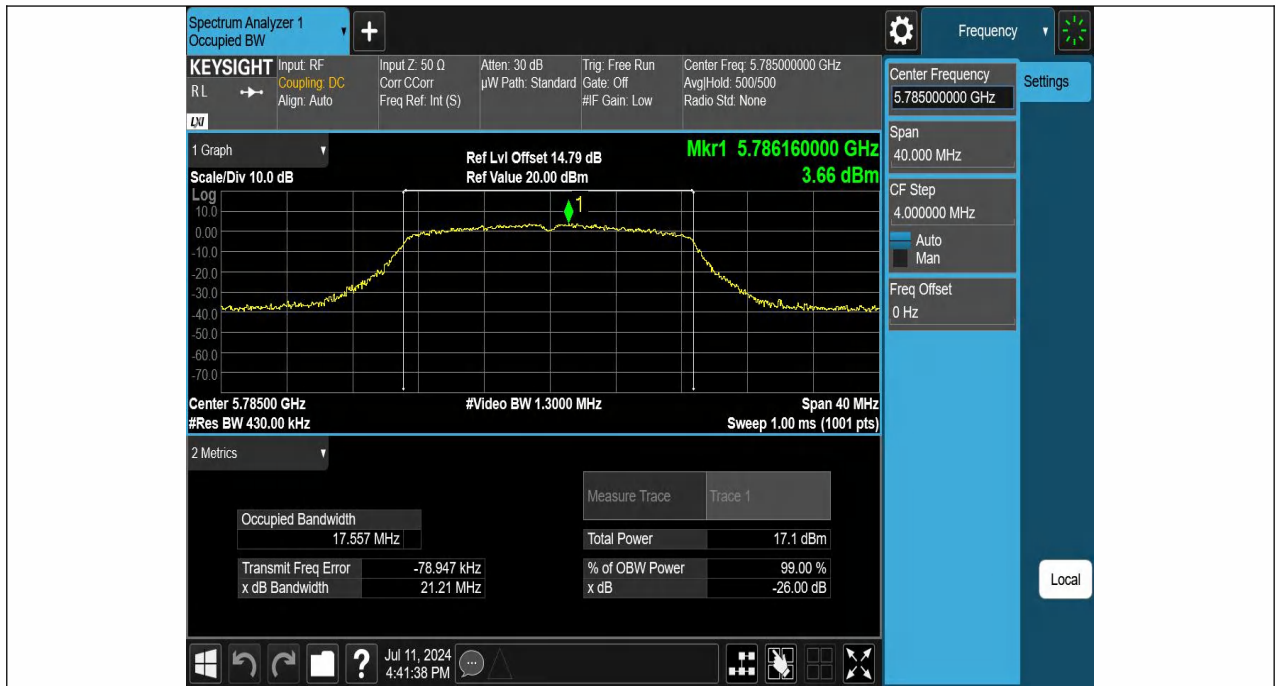 Spectrum Analyzer 1
Occupied BW
+
Frequency
KEYSIGHT
RL
LXI
Input: RF
Coupling: DC
Align: Auto
Input Z: 50 Ω
Corr CCorr
Freq Ref: Int (S)
Atten: 30 dB
µW Path: Standard
Trig: Free Run
Gate: Off
#IF Gain: Low
Center Freq: 5.785000000 GHz
Avg|Hold: 500/500
Radio Std: None
Center Frequency
5.785000000 GHz
Settings
Span
40.000 MHz
CF Step
4.000000 MHz
Auto
Man
Freq Offset
0 Hz
Local
1 Graph
Scale/Div 10.0 dB
Ref Lvl Offset 14.79 dB
Ref Value 20.00 dBm
Mkr1 5.786160000 GHz
3.66 dBm
Log
1
10.0
0.00
-10.0
-20.0
-30.0
-40.0
-50.0
-60.0
-70.0
Center 5.78500 GHz
#Res BW 430.00 kHz
#Video BW 1.3000 MHz
Span 40 MHz
Sweep 1.00 ms (1001 pts)
2 Metrics
Measure Trace Trace 1
Occupied Bandwidth
17.557 MHz
Total Power 17.1 dBm
Transmit Freq Error -78.947 kHz
% of OBW Power 99.00 %
x dB Bandwidth 21.21 MHz
x dB -26.00 dB
?
Jul 11, 2024
4:41:38 PM